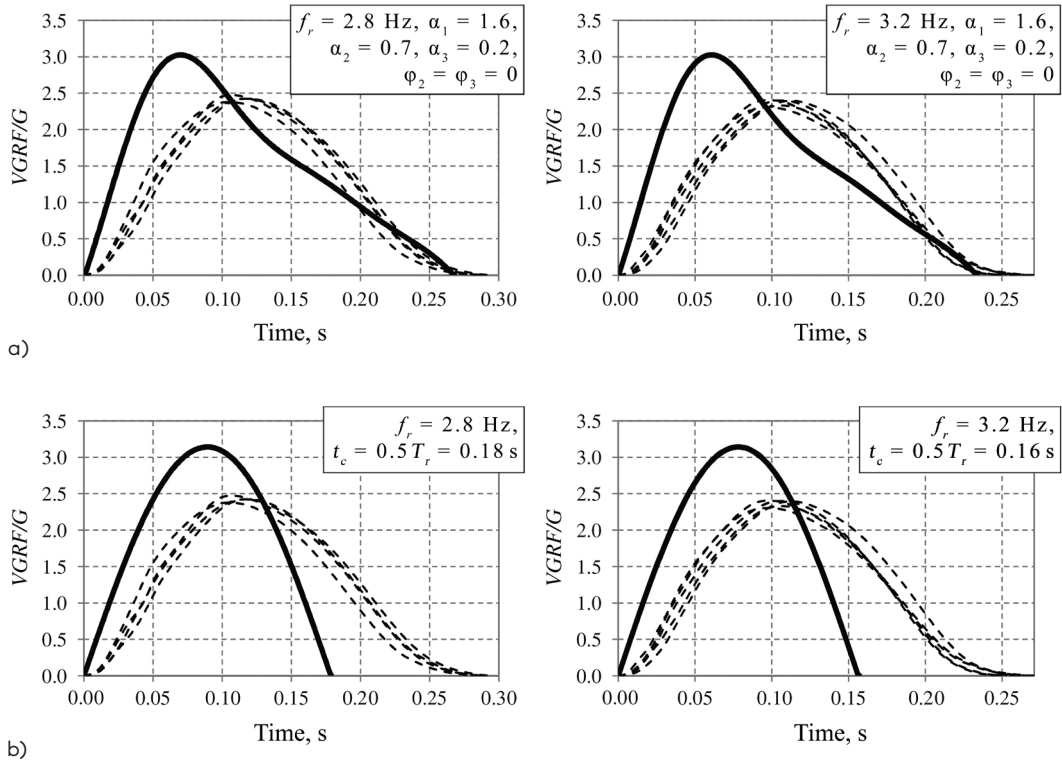 f_r = 2.8 Hz, α_1 = 1.6,
α_2 = 0.7, α_3 = 0.2,
φ_2 = φ_3 = 0
VGRF/G
3.5
3.0
2.5
2.0
1.5
1.0
0.5
0.0
0.00 0.05 0.10 0.15 0.20 0.25 0.30
Time, s
f_r = 3.2 Hz, α_1 = 1.6,
α_2 = 0.7, α_3 = 0.2,
φ_2 = φ_3 = 0
VGRF/G
3.5
3.0
2.5
2.0
1.5
1.0
0.5
0.0
0.00 0.05 0.10 0.15 0.20 0.25
Time, s
a)
f_r = 2.8 Hz,
t_c = 0.5T_r = 0.18 s
VGRF/G
3.5
3.0
2.5
2.0
1.5
1.0
0.5
0.0
0.00 0.05 0.10 0.15 0.20 0.25 0.30
Time, s
f_r = 3.2 Hz,
t_c = 0.5T_r = 0.16 s
VGRF/G
3.5
3.0
2.5
2.0
1.5
1.0
0.5
0.0
0.00 0.05 0.10 0.15 0.20 0.25
Time, s
b)